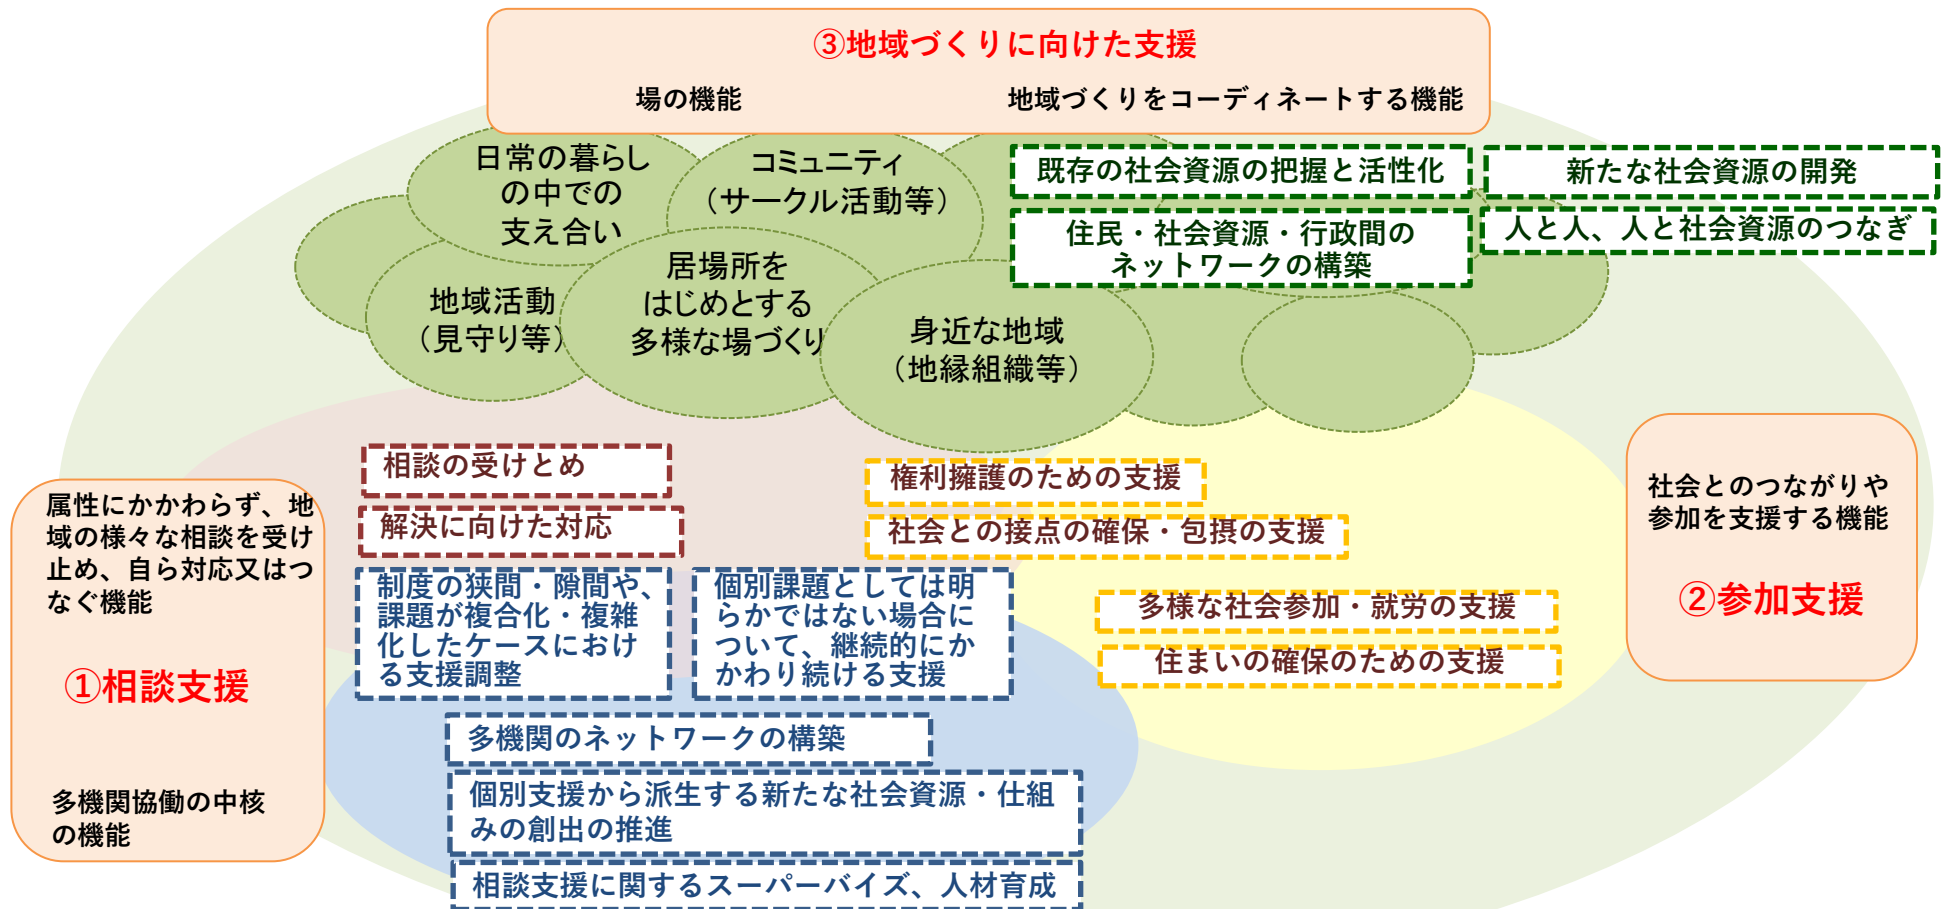 ③地域づくりに向けた支援
場の機能
地域づくりをコーディネートする機能
日常の暮らし
の中での
支え合い
コミュニティ
（サークル活動等）
既存の社会資源の把握と活性化
新たな社会資源の開発
住民・社会資源・行政間の
ネットワークの構築
人と人、人と社会資源のつなぎ
地域活動
（見守り等）
居場所を
はじめとする
多様な場づくり
身近な地域
（地縁組織等）
属性にかかわらず、地
域の様々な相談を受け
止め、自ら対応又はつ
なぐ機能
①相談支援
多機関協働の中核
の機能
相談の受けとめ
解決に向けた対応
制度の狭間・隙間や、
課題が複合化・複雑
化したケースにおけ
る支援調整
個別課題としては明
らかではない場合に
ついて、継続的にか
かわり続ける支援
多機関のネットワークの構築
個別支援から派生する新たな社会資源・仕組
みの創出の推進
相談支援に関するスーパーバイズ、人材育成
権利擁護のための支援
社会との接点の確保・包摂の支援
多様な社会参加・就労の支援
住まいの確保のための支援
社会とのつながりや
参加を支援する機能
②参加支援